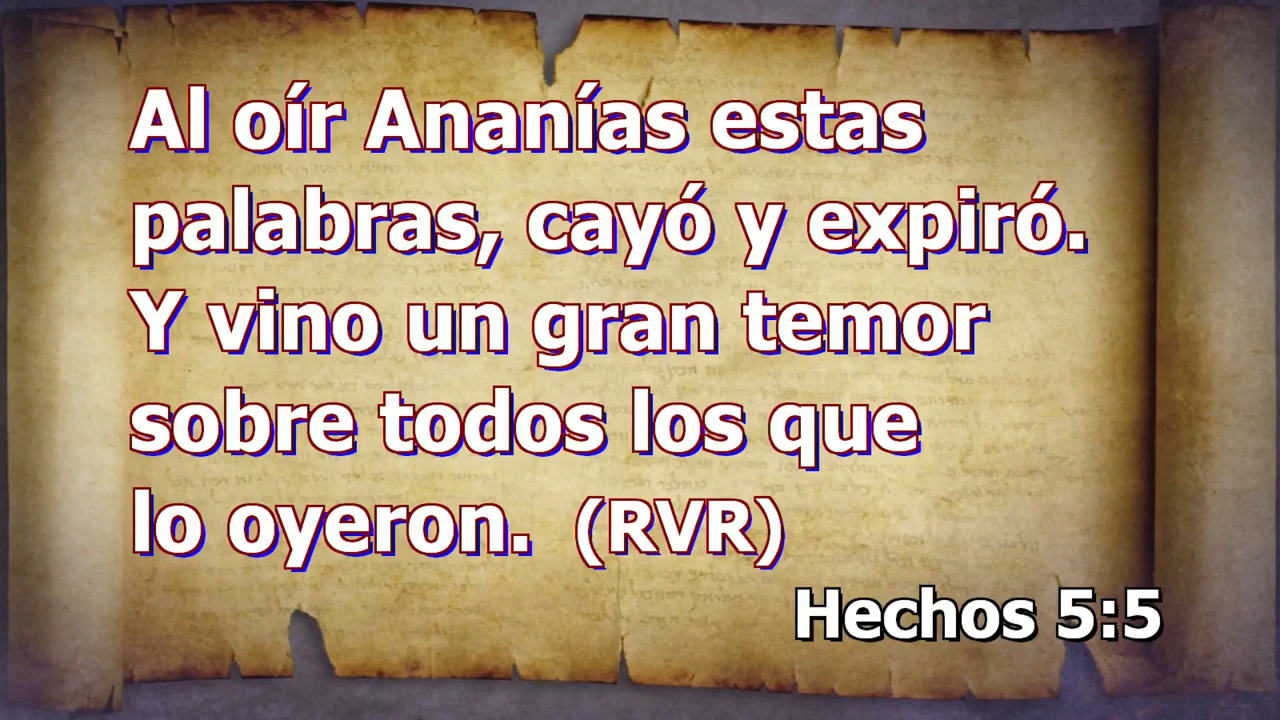 Al oír Ananías estas
palabras, cayó y expiró.
Y vino un gran temor
sobre todos los que
lo oyeron. (RVR)
Hechos 5:5